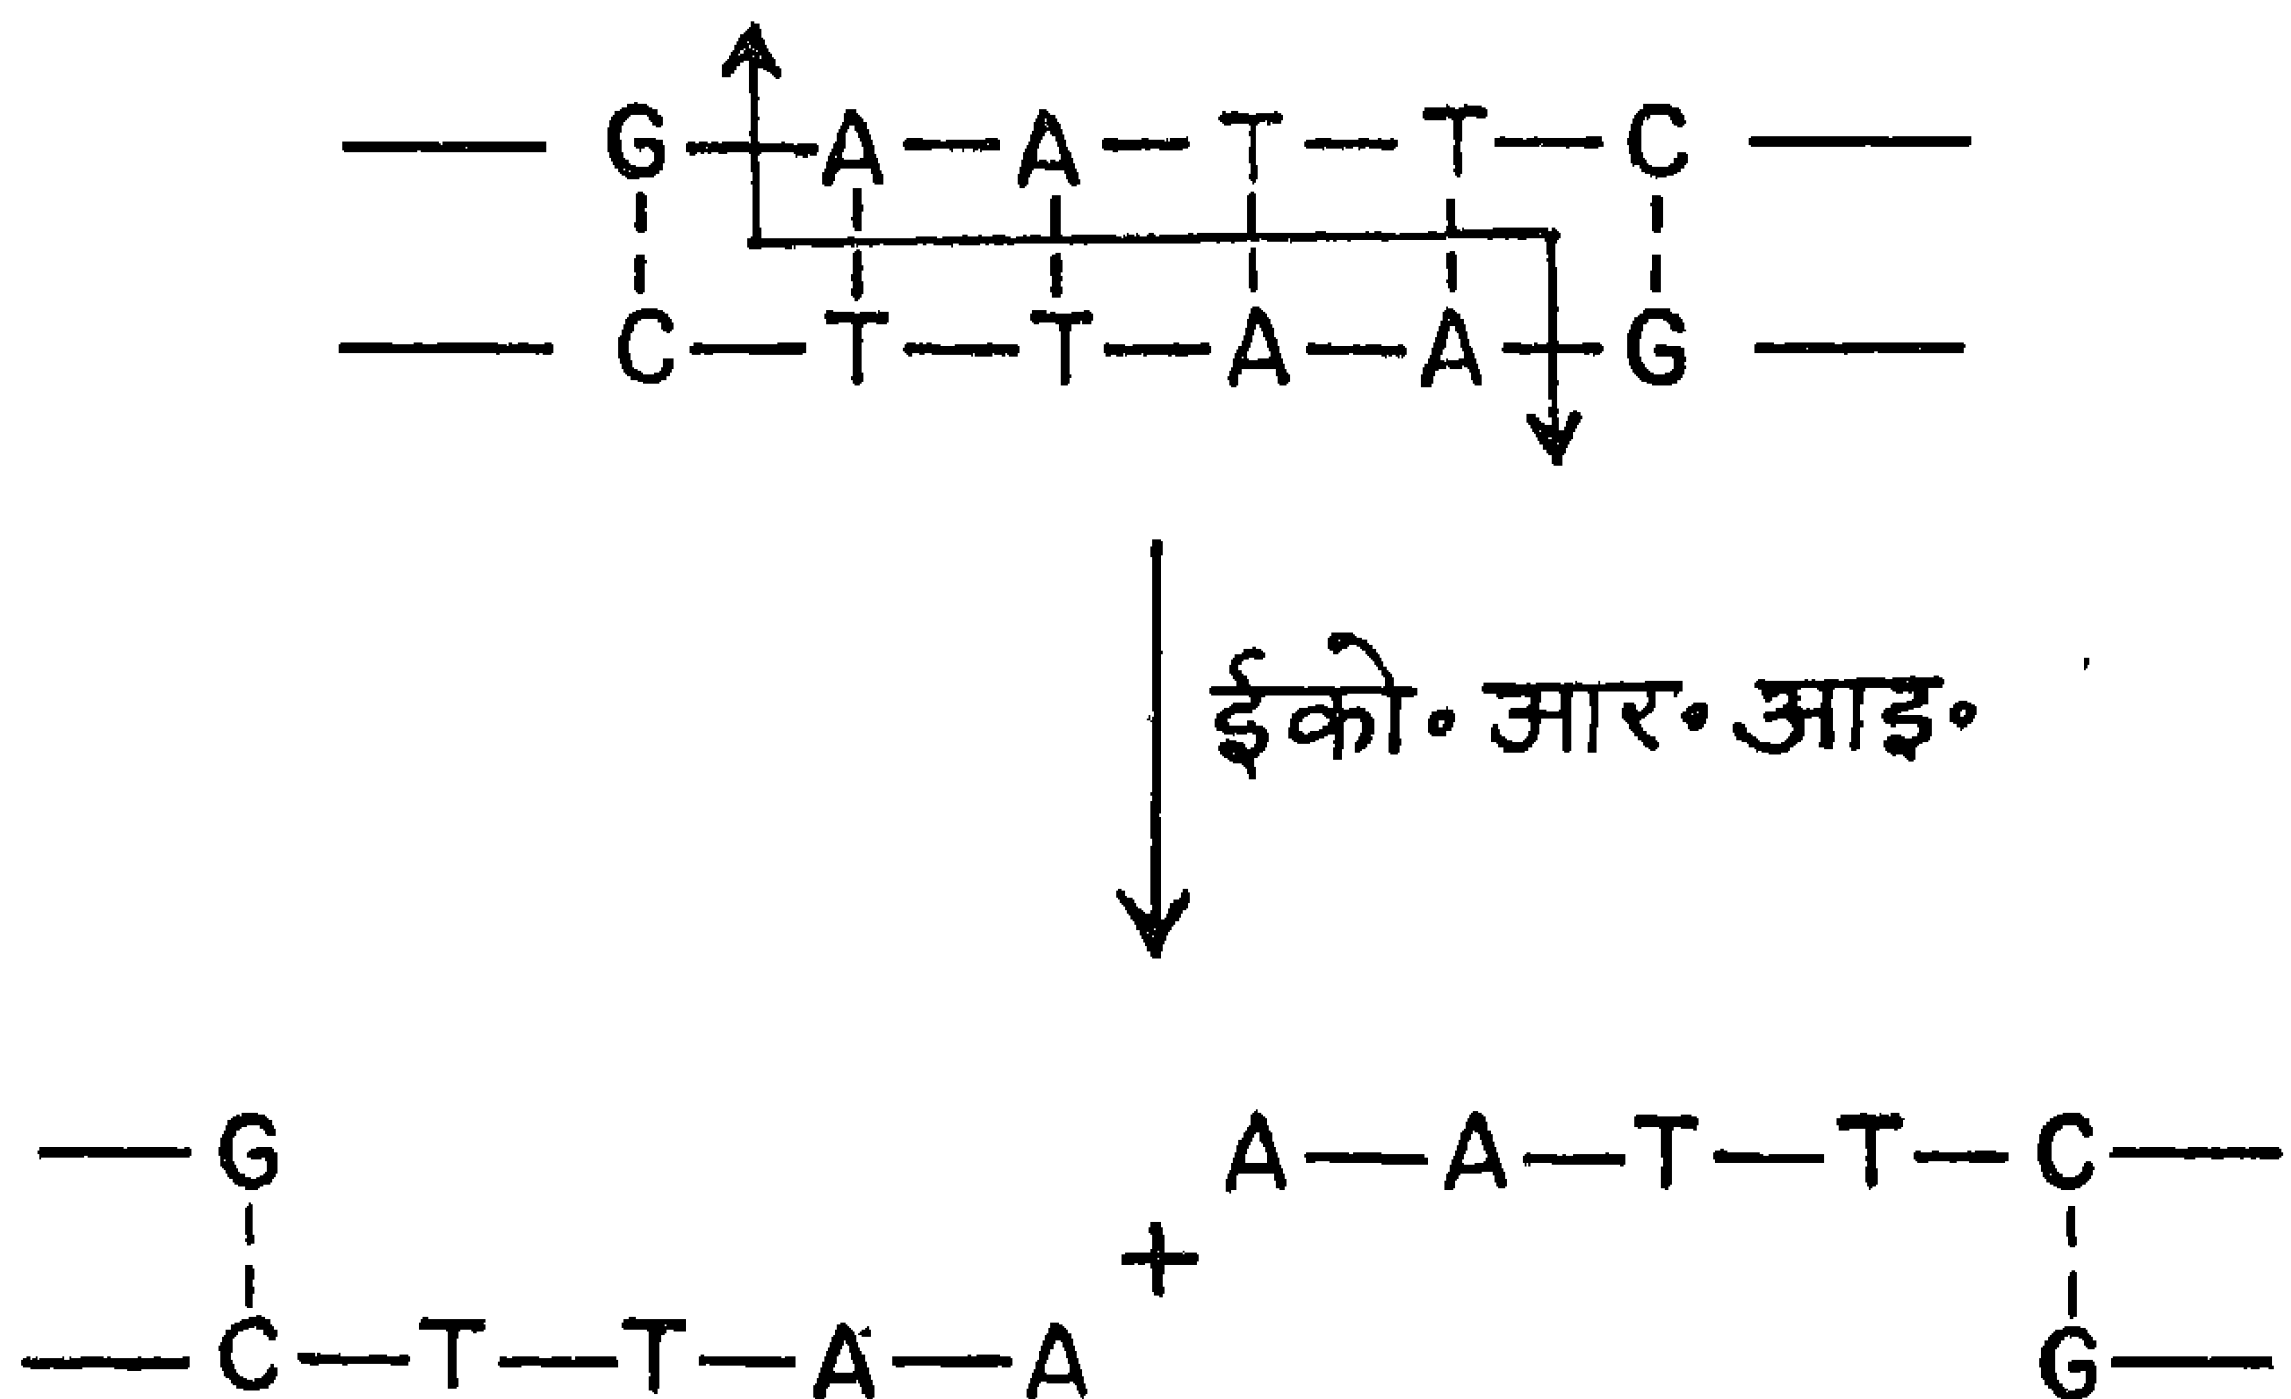 — G — A — A — T — T — C —
— C — T — T — A — A — G —
ईको॰ आर॰ आइ॰
— G A — A — T — T — C —
+
— C — T — T — A — A G —